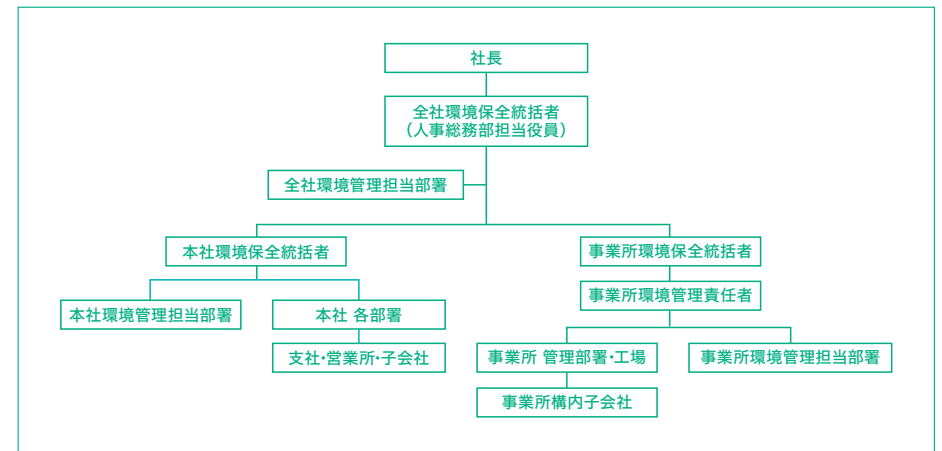 社長
全社環境保全統括者
（人事総務部担当役員）
全社環境管理担当部署
本社環境保全統括者
事業所環境保全統括者
事業所環境管理責任者
本社環境管理担当部署
本社 各部署
支社・営業所・子会社
事業所 管理部署・工場
事業所環境管理担当部署
事業所構内子会社